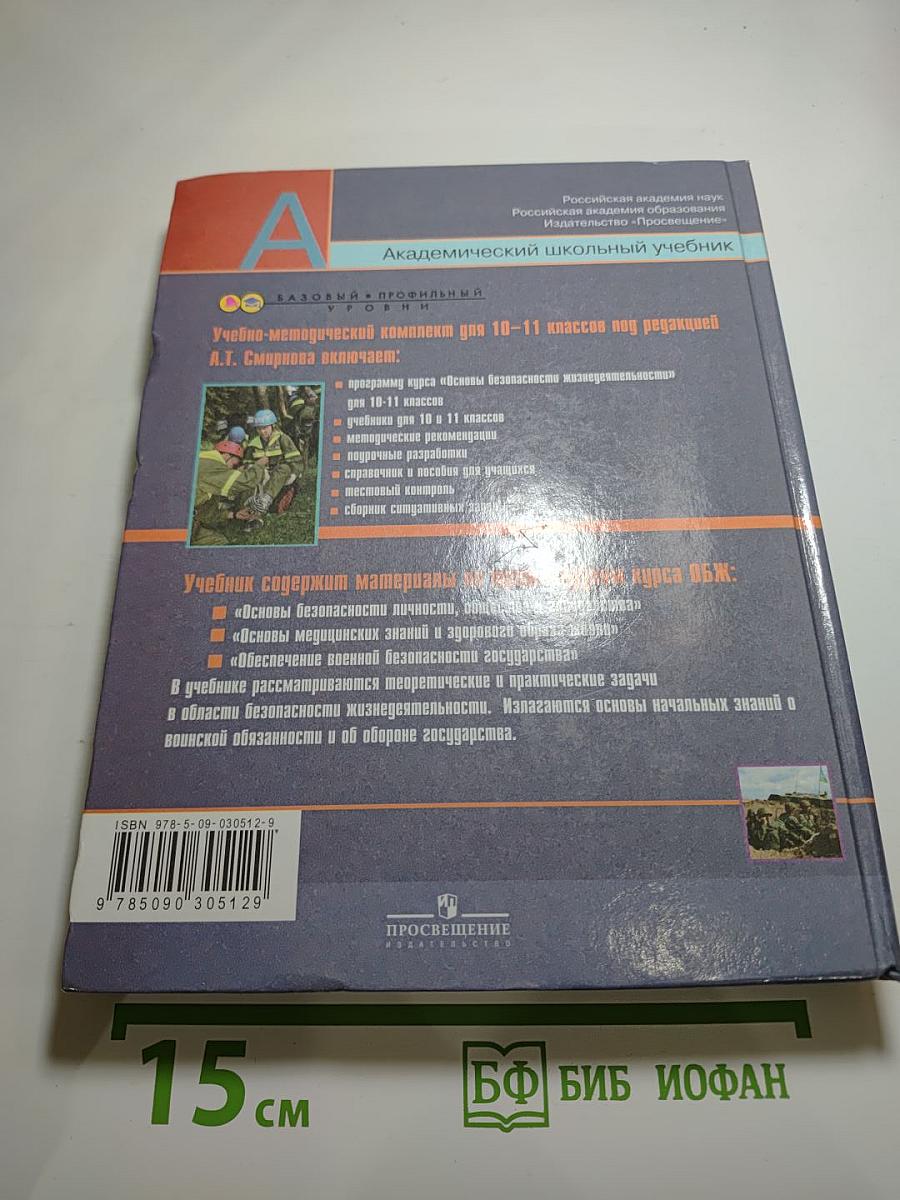 А
Российская академия наук
Российская академия образования
Издательство «Просвещение»
Академический школьный учебник
БАЗОВЫЙ • ПРОФИЛЬНЫЙ
УРОВНИ
Учебно-методический комплект для 10–11 классов под редакцией
А.Т. Смирнова включает:
программу курса «Основы безопасности жизнедеятельности»
для 10-11 классов
учебники для 10 и 11 классов
методические рекомендации
поурочные разработки
справочник и пособия для учащихся
тестовый контроль
сборник ситуативных
Учебник содержит материалы курса ОБЖ:
«Основы безопасности личности,
«Основы медицинских знаний и здорового образа жизни»
«Обеспечение военной безопасности государства»
В учебнике рассматриваются теоретические и практические задачи
в области безопасности жизнедеятельности. Излагаются основы начальных знаний о
воинской обязанности и об обороне государства.
ISBN 978-5-09-030512-9
9 785090 305129
ПРОСВЕЩЕНИЕ
ИЗДАТЕЛЬСТВО
15 см
БФ БИБ ИОФАН